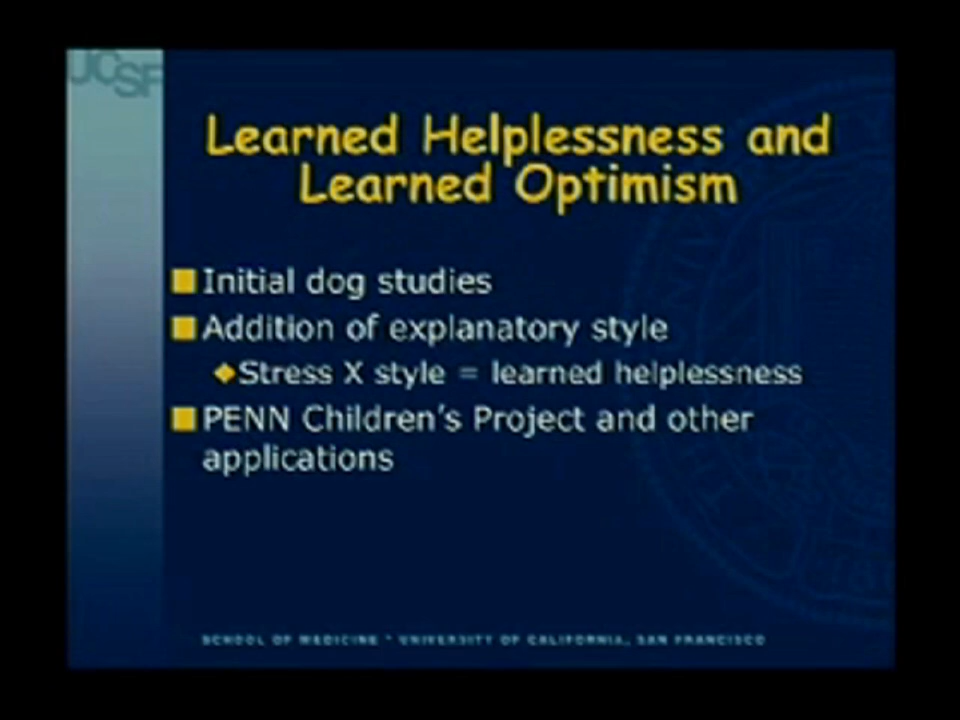 UCSF
Learned Helplessness and
Learned Optimism
Initial dog studies
Addition of explanatory style
Stress X style = learned helplessness
PENN Children's Project and other
applications
SCHOOL OF MEDICINE * UNIVERSITY OF CALIFORNIA, SAN FRANCISCO